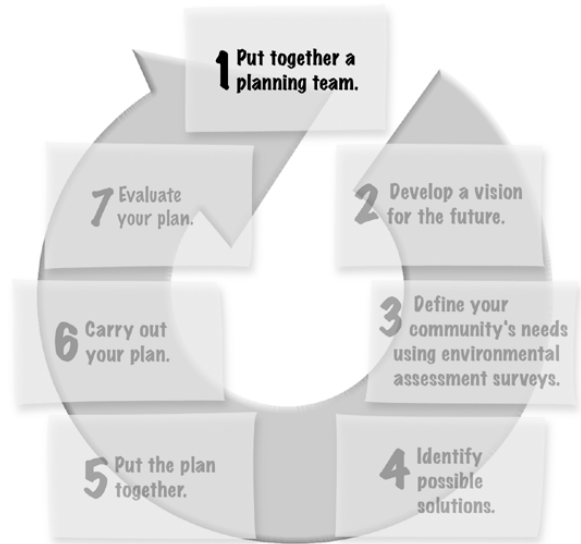 1 Put together a
planning team.
2 Develop a vision
for the future.
3 Define your
community's needs
using environmental
assessment surveys.
4 Identify
possible
solutions.
5 Put the plan
together.
6 Carry out
your plan.
7 Evaluate
your plan.